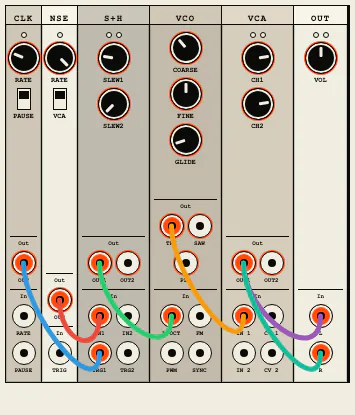 CLK NSE S+H VCO VCA OUT
RATE RATE SLEW1 COARSE CH1 VOL
PAUSE VCA SLEW2 FINE CH2
GLIDE
Out
SAW
Out Out Out
OUT2
Out
In In In In
In
RATE IN2 FM
PAUSE TRIG TRG2 PWM SYNC IN 2 CV 2 R